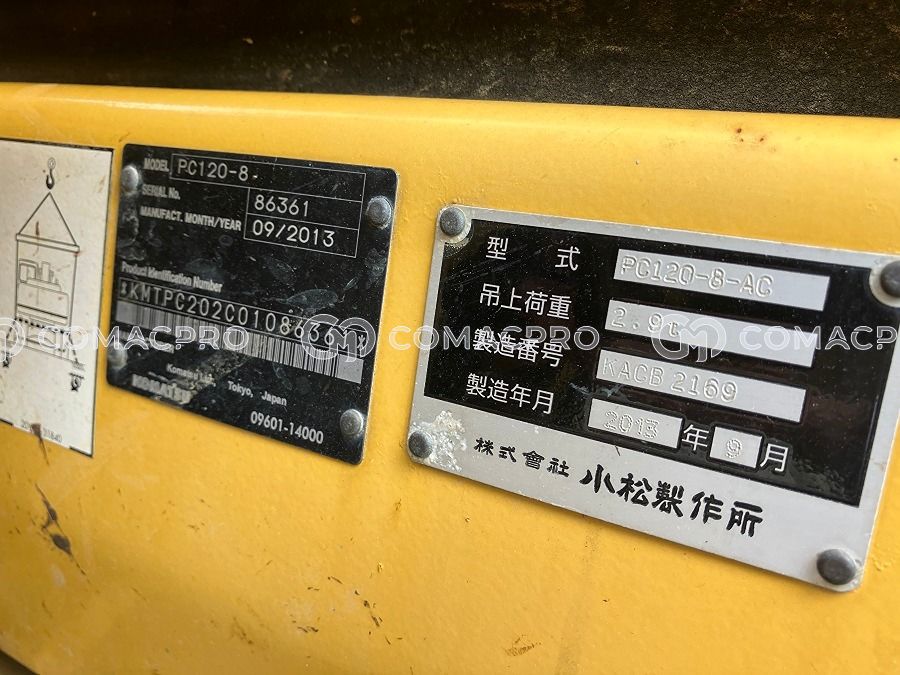 MODEL PC120-8
SERIAL No. 86361
MANUFACT. MONTH/YEAR 09/2013
Product Identification Number
Komatsu Ltd. Tokyo, Japan
KOMATSU
09601-14000
型 式 PC120-8-AC
吊上荷重 2.9t
製造番号 KACB 2169
製造年月 2013 年 9 月
株式會社 小松製作所
COMACPRO COMACPRO COMACPRO